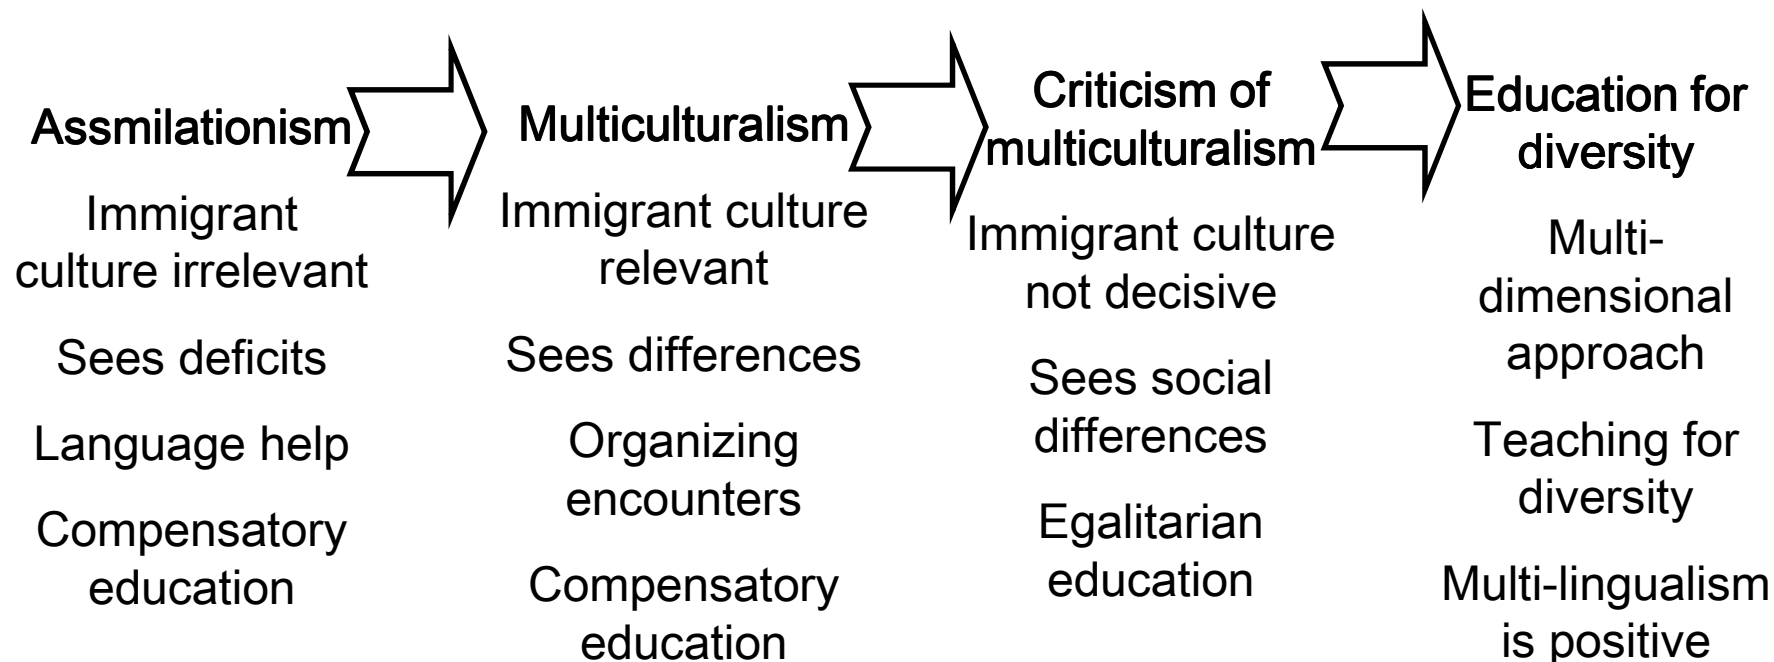 Assmilationism
Immigrant
culture irrelevant
Sees deficits
Language help
Compensatory
education
Multiculturalism
Immigrant culture
relevant
Sees differences
Organizing
encounters
Compensatory
education
Criticism of
multiculturalism
Immigrant culture
not decisive
Sees social
differences
Egalitarian
education
Education for
diversity
Multi-
dimensional
approach
Teaching for
diversity
Multi-lingualism
is positive